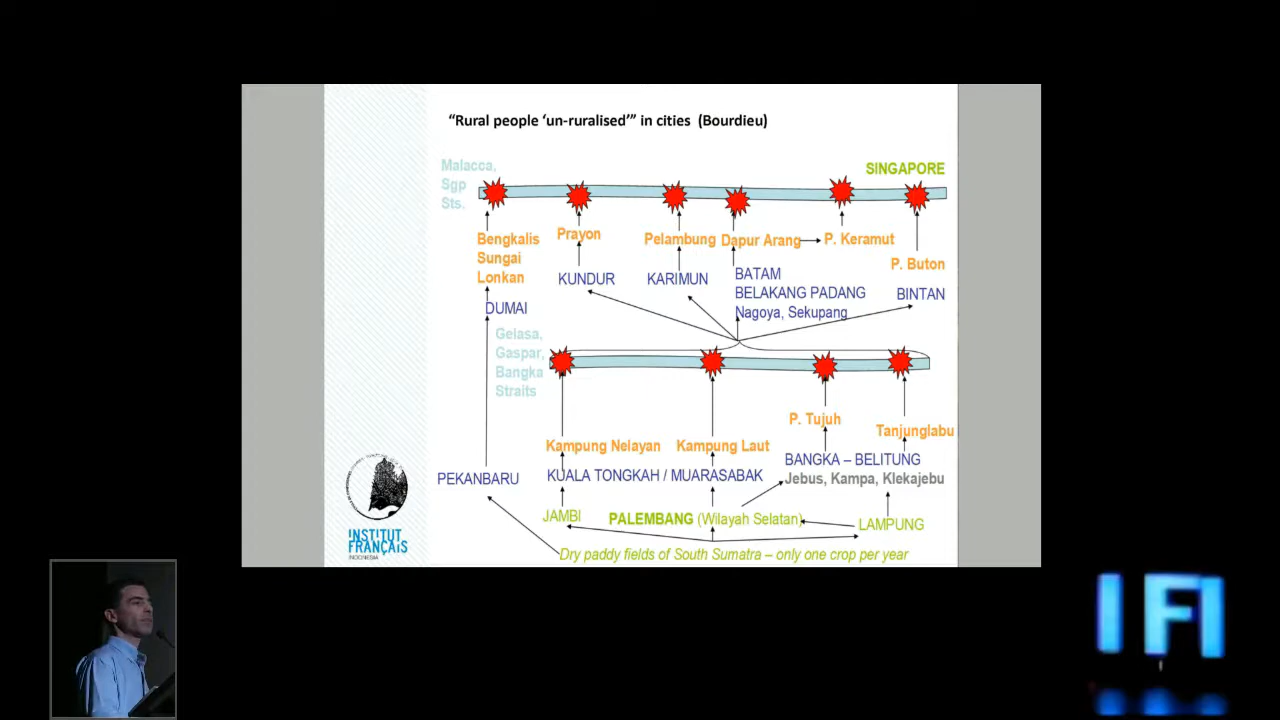 “Rural people ‘un-ruralised’” in cities (Bourdieu)
Malacca,
Sgp
Sts.
SINGAPORE
Bengkalis
Sungai
Lonkan
Prayon
Pelambung
Dapur Arang
P. Keramut
P. Buton
DUMAI
KUNDUR
KARIMUN
BATAM
BELAKANG PADANG
Nagoya, Sekupang
BINTAN
Gelasa,
Gaspar,
Bangka
Straits
P. Tujuh
Tanjunglabu
Kampung Nelayan
Kampung Laut
PEKANBARU
KUALA TONGKAH / MUARASABAK
BANGKA – BELITUNG
Jebus, Kampa, Klekajebu
JAMBI
PALEMBANG (Wilayah Selatan)
LAMPUNG
Dry paddy fields of South Sumatra – only one crop per year
INSTITUT
FRANÇAIS
INDONESIA
IFI